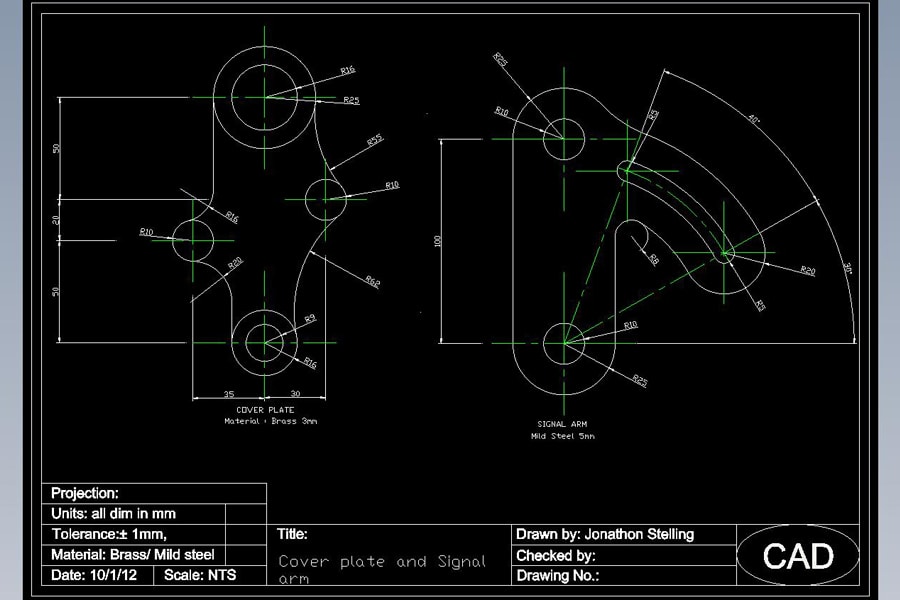 R16
R25
R55
R10
R16
R10
R20
R62
R9
R16
50
20
50
35
30
COVER PLATE
Material : Brass 3mm
R25
R10
R5
40°
30°
R20
R5
R8
R10
R25
100
SIGNAL ARM
Mild Steel 5mm
Projection:
Units: all dim in mm
Tolerance:± 1mm,
Material: Brass/ Mild steel
Date: 10/1/12
Scale: NTS
Title:
Cover plate and Signal
arm
Drawn by: Jonathon Stelling
Checked by:
Drawing No.:
CAD